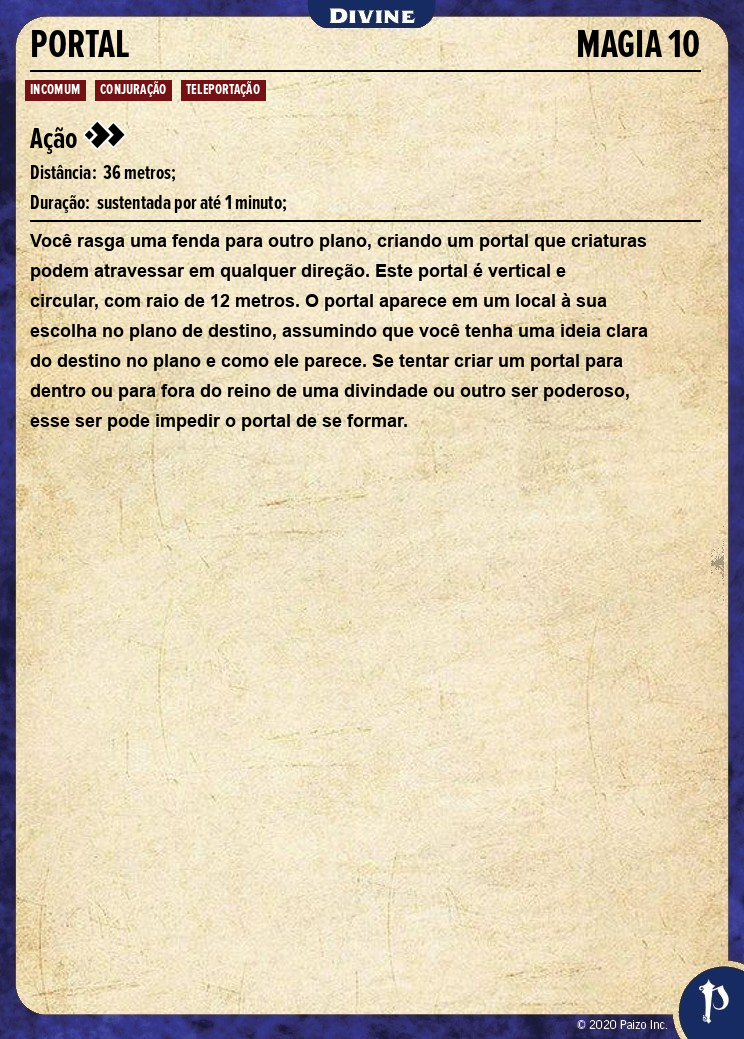 DIVINE
PORTAL MAGIA 10
INCOMUM CONJURAÇÃO TELEPORTAÇÃO
Ação
Distância: 36 metros;
Duração: sustentada por até 1 minuto;
Você rasga uma fenda para outro plano, criando um portal que criaturas
podem atravessar em qualquer direção. Este portal é vertical e
circular, com raio de 12 metros. O portal aparece em um local à sua
escolha no plano de destino, assumindo que você tenha uma ideia clara
do destino no plano e como ele parece. Se tentar criar um portal para
dentro ou para fora do reino de uma divindade ou outro ser poderoso,
esse ser pode impedir o portal de se formar.
© 2020 Paizo Inc.
P